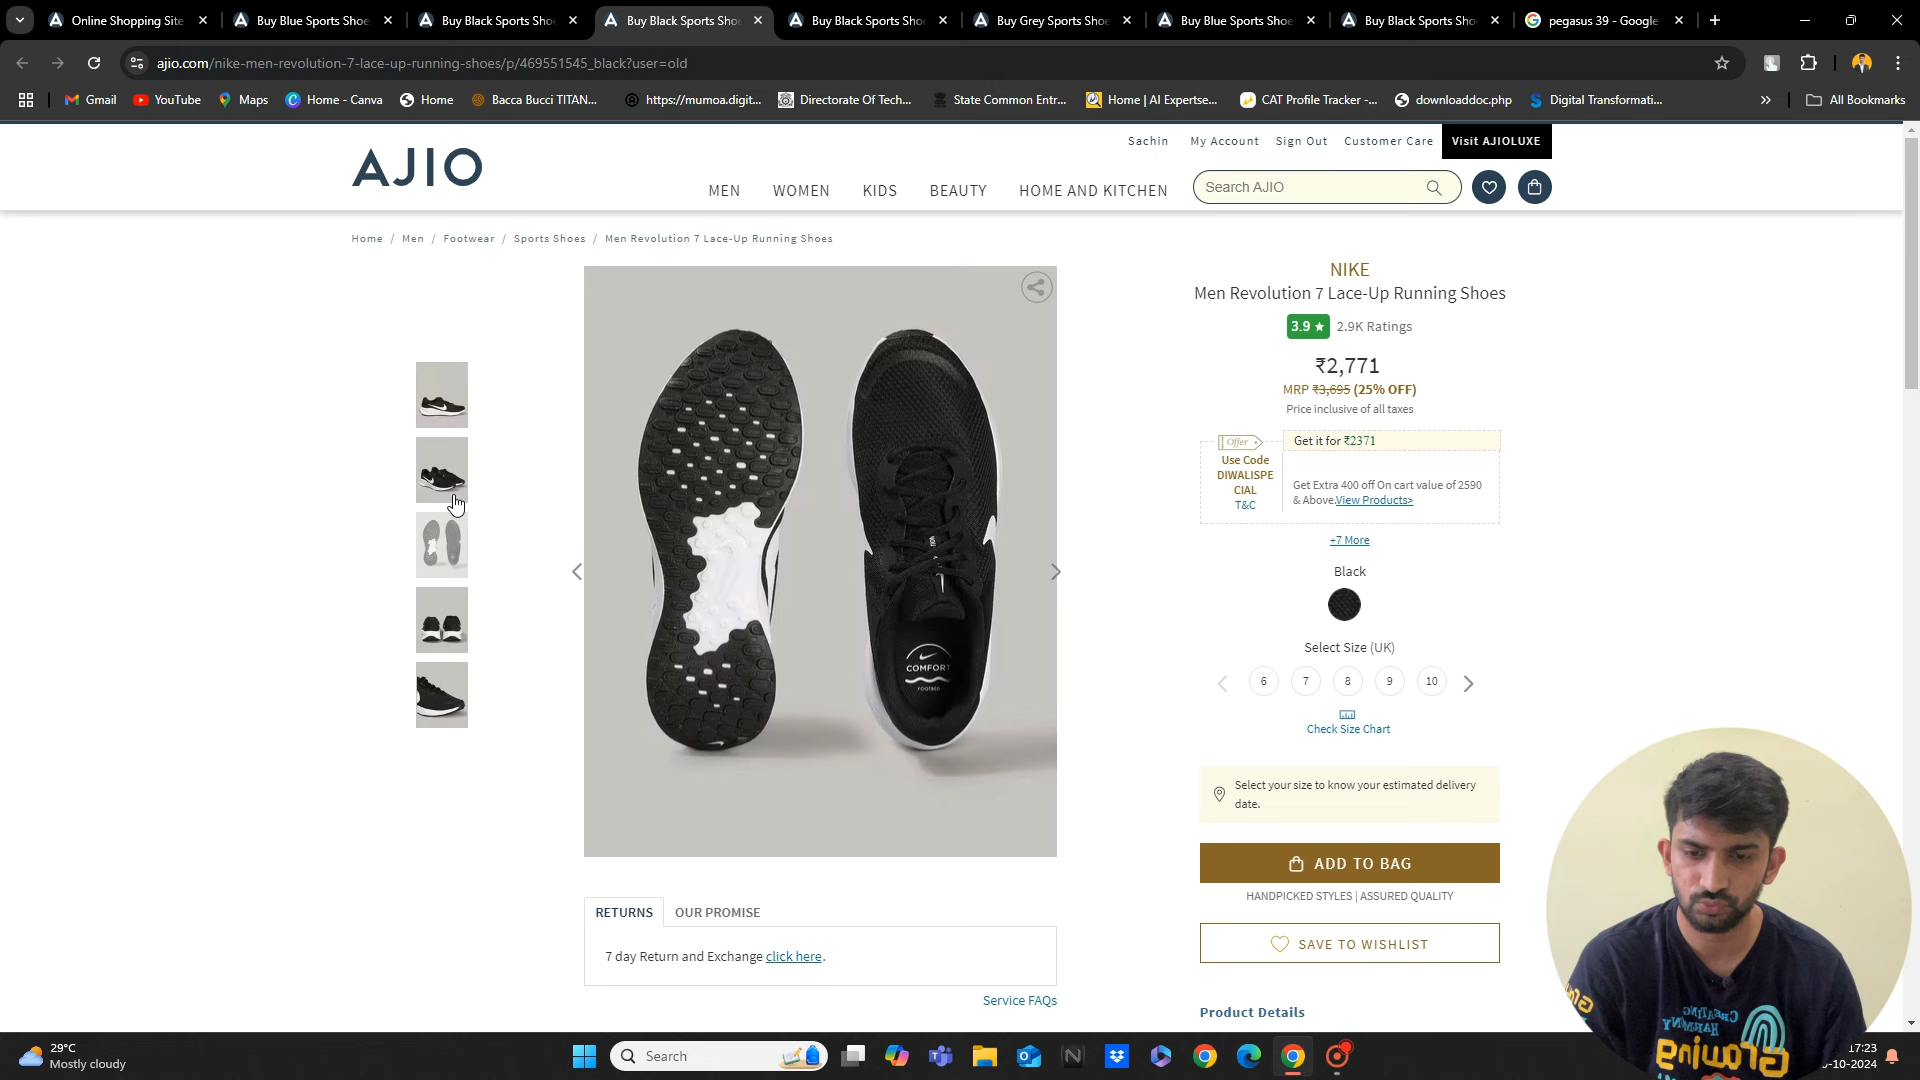 Online Shopping Site
Buy Blue Sports Shoe
Buy Black Sports Sho
Buy Black Sports Sho
Buy Black Sports Sho
Buy Grey Sports Shoe
Buy Blue Sports Shoe
Buy Black Sports Sho
pegasus 39 - Google
ajio.com/nike-men-revolution-7-lace-up-running-shoes/p/469551545_black?user=old
Gmail
YouTube
Maps
Home - Canva
Home
Bacca Bucci TITAN...
https://mumoa.digit...
Directorate Of Tech...
State Common Entr...
Home | AI Expertse...
CAT Profile Tracker -...
downloaddoc.php
Digital Transformati...
All Bookmarks
Sachin My Account Sign Out Customer Care Visit AJIOLUXE
AJIO
MEN WOMEN KIDS BEAUTY HOME AND KITCHEN Search AJIO
Home / Men / Footwear / Sports Shoes / Men Revolution 7 Lace-Up Running Shoes
COMFORT
FOOTBED
NIKE
Men Revolution 7 Lace-Up Running Shoes
3.9 ★ 2.9K Ratings
₹2,771
MRP ₹3,695 (25% OFF)
Price inclusive of all taxes
Offer
Get it for ₹2371
Use Code
DIWALISPE
CIAL
T&C
Get Extra 400 off On cart value of 2590
& Above.View Products>
+7 More
Black
Select Size (UK)
6 7 8 9 10
Check Size Chart
Select your size to know your estimated delivery
date.
ADD TO BAG
HANDPICKED STYLES | ASSURED QUALITY
SAVE TO WISHLIST
Product Details
RETURNS OUR PROMISE
7 day Return and Exchange click here.
Service FAQs
CREATING
HARMONY
Growing
29°C
Mostly cloudy
Search
17:23
-10-2024